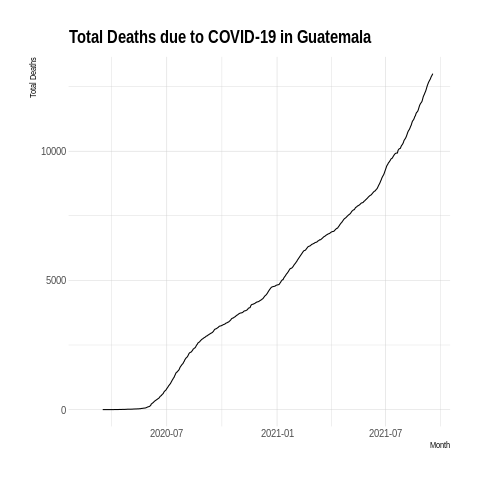 Total Deaths due to COVID-19 in Guatemala
Total Deaths
10000
5000
0
2020-07
2021-01
2021-07
Month